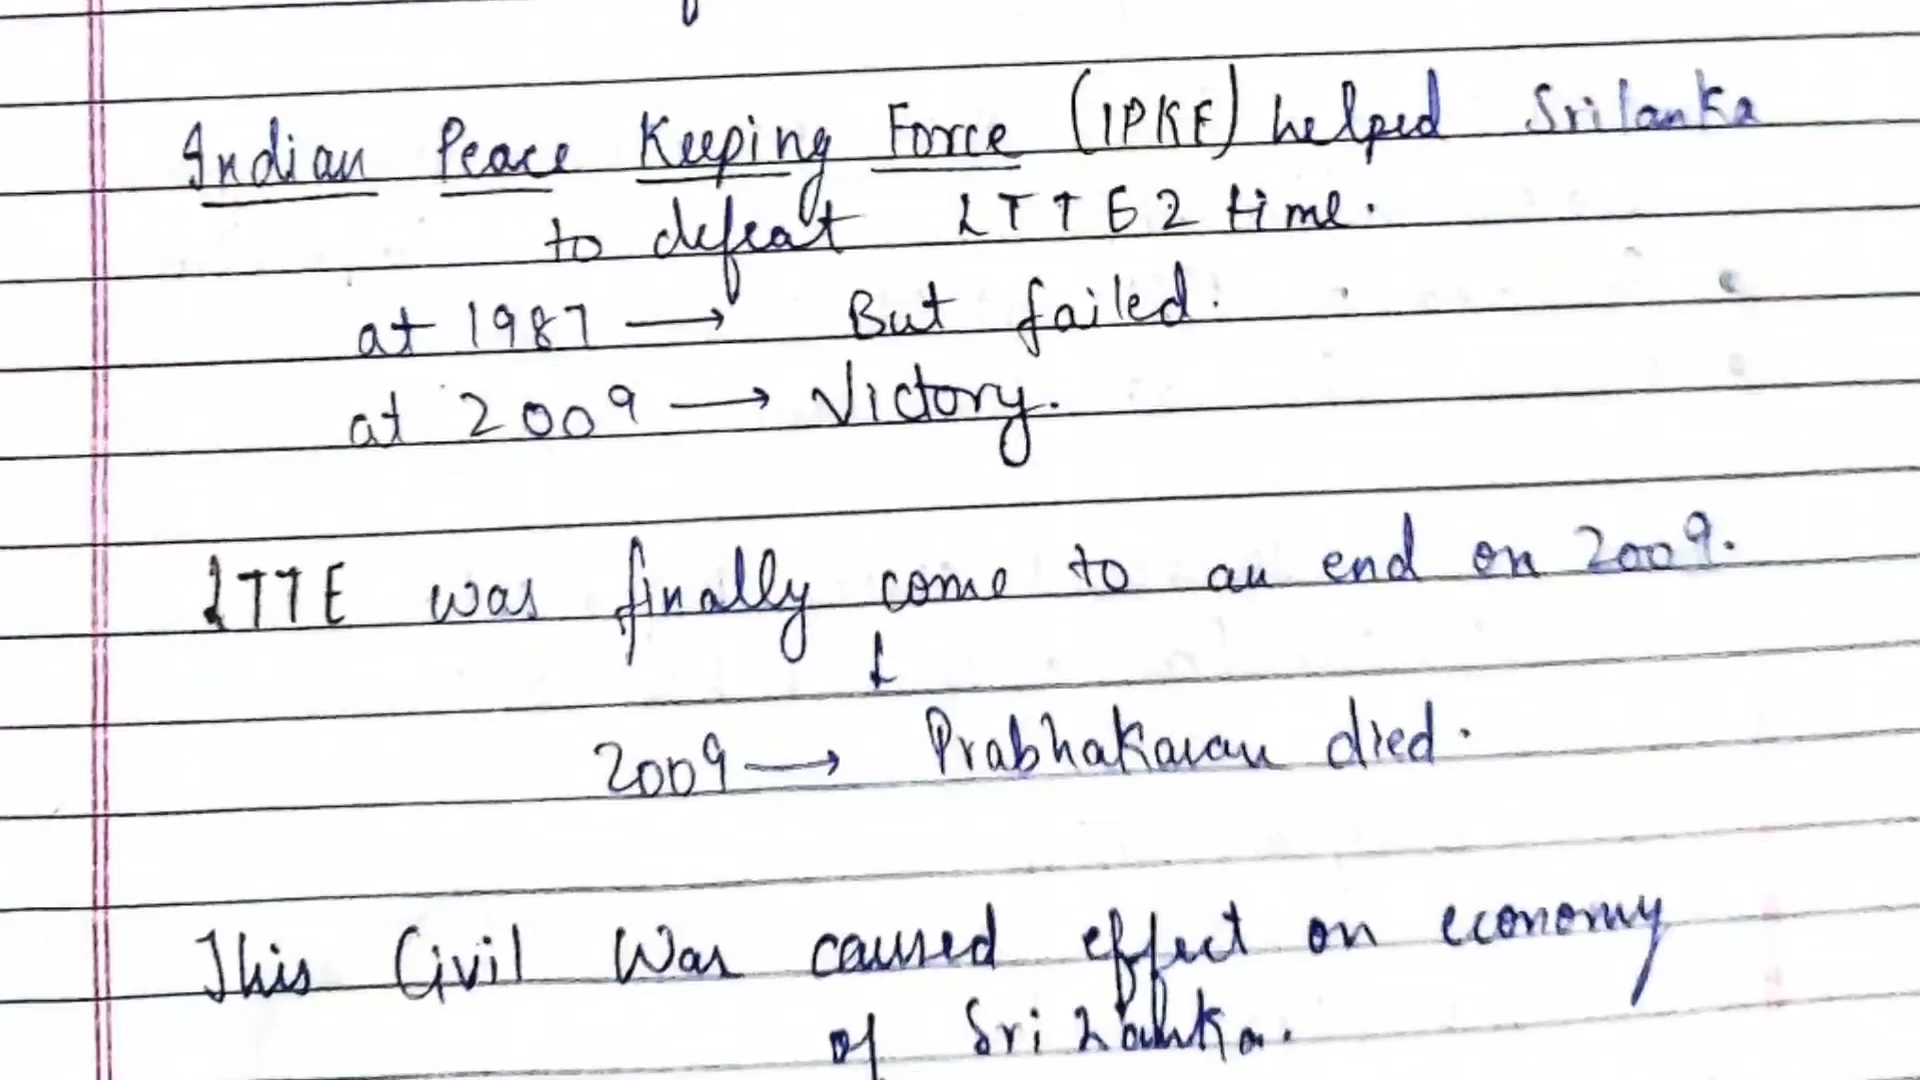 Indian Peace Keeping Force (IPKF) helped Srilanka
to defeat LTTE 2 time.
at 1987 → But failed.
at 2009 → Victory.
LTTE was finally come to an end on 2009.
↓
2009 → Prabhakaran died.
This Civil War caused effect on economy
of Sri Lanka.